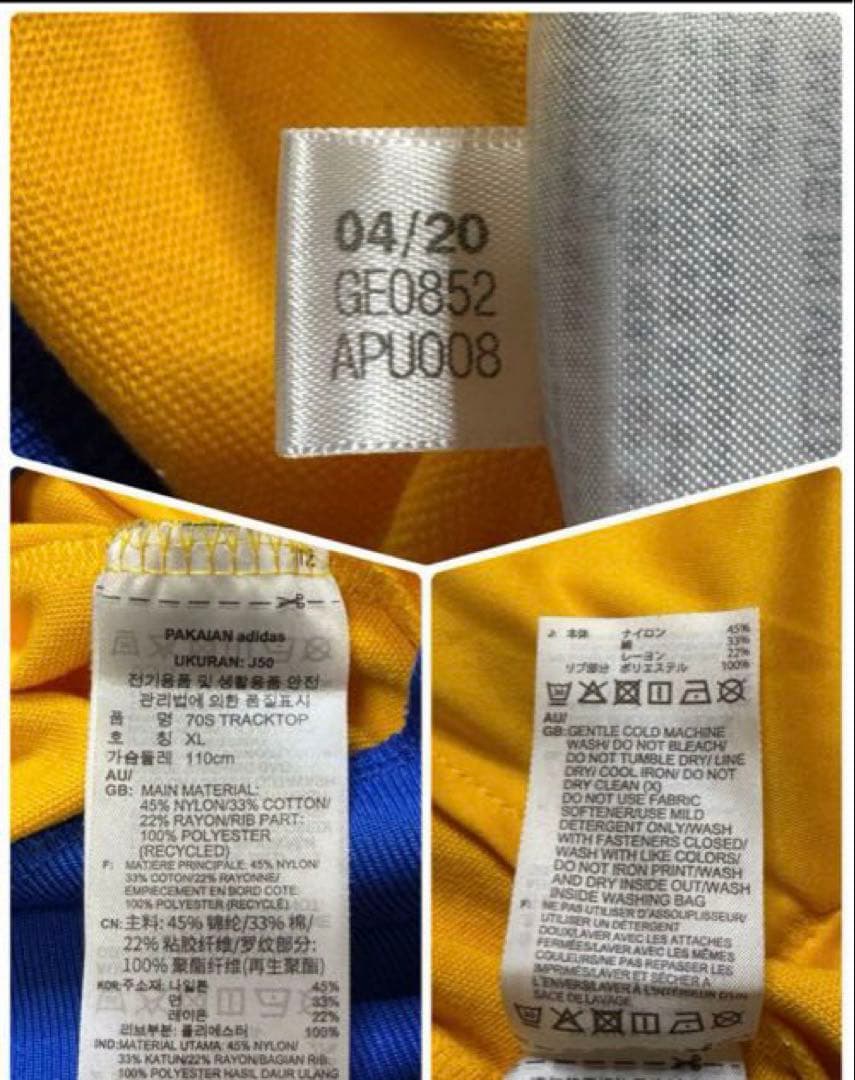 04/20
GE0852
APU008
PAKAIAN adidas
UKURAN: J50
전기용품 및 생활용품 안전
관리법에 의한 품질표시
품 명 70S TRACKTOP
호 칭 XL
가슴둘레 110cm
AU/
GB: MAIN MATERIAL:
45% NYLON/33% COTTON/
22% RAYON/RIB PART:
100% POLYESTER
(RECYCLED)
F: MATIERE PRINCIPALE: 45% NYLON/
33% COTON/22% RAYONNE/
EMPIECEMENT EN BORD COTE:
100% POLYESTER (RECYCLE)
CN: 主料: 45% 锦纶/33% 棉/
22% 粘胶纤维/罗纹部分:
100% 聚酯纤维(再生聚酯)
KOR: 주소재: 나일론 45%
면 33%
레이온 22%
리브부분: 폴리에스터 100%
IND: MATERIAL UTAMA: 45% NYLON/
33% KATUN/22% RAYON/BAGIAN RIB:
100% POLYESTER HASIL DAUR ULANG
J: 本体 ナイロン 45%
綿 33%
レーヨン 22%
リブ部分 ポリエステル 100%
AU/
GB: GENTLE COLD MACHINE
WASH/ DO NOT BLEACH/
DO NOT TUMBLE DRY/ LINE
DRY/ COOL IRON/ DO NOT
DRY CLEAN (X)
DO NOT USE FABRIC
SOFTENER/USE MILD
DETERGENT ONLY/WASH
WITH FASTENERS CLOSED/
WASH WITH LIKE COLORS/
DO NOT IRON PRINT/WASH
AND DRY INSIDE OUT/WASH
INSIDE WASHING BAG
F: NE PAS UTILISER D'ASSOUPLISSEUR/
UTILISER UN DETERGENT
DOUX/LAVER AVEC LES ATTACHES
FERMÉES/LAVER AVEC LES MÊMES
COULEURS/NE PAS REPASSER LES
IMPRIMÉS/LAVER ET SÉCHER A
L'ENVERS/LAVER A L'INTERIEUR D'UN
SACE DE LAVAGE